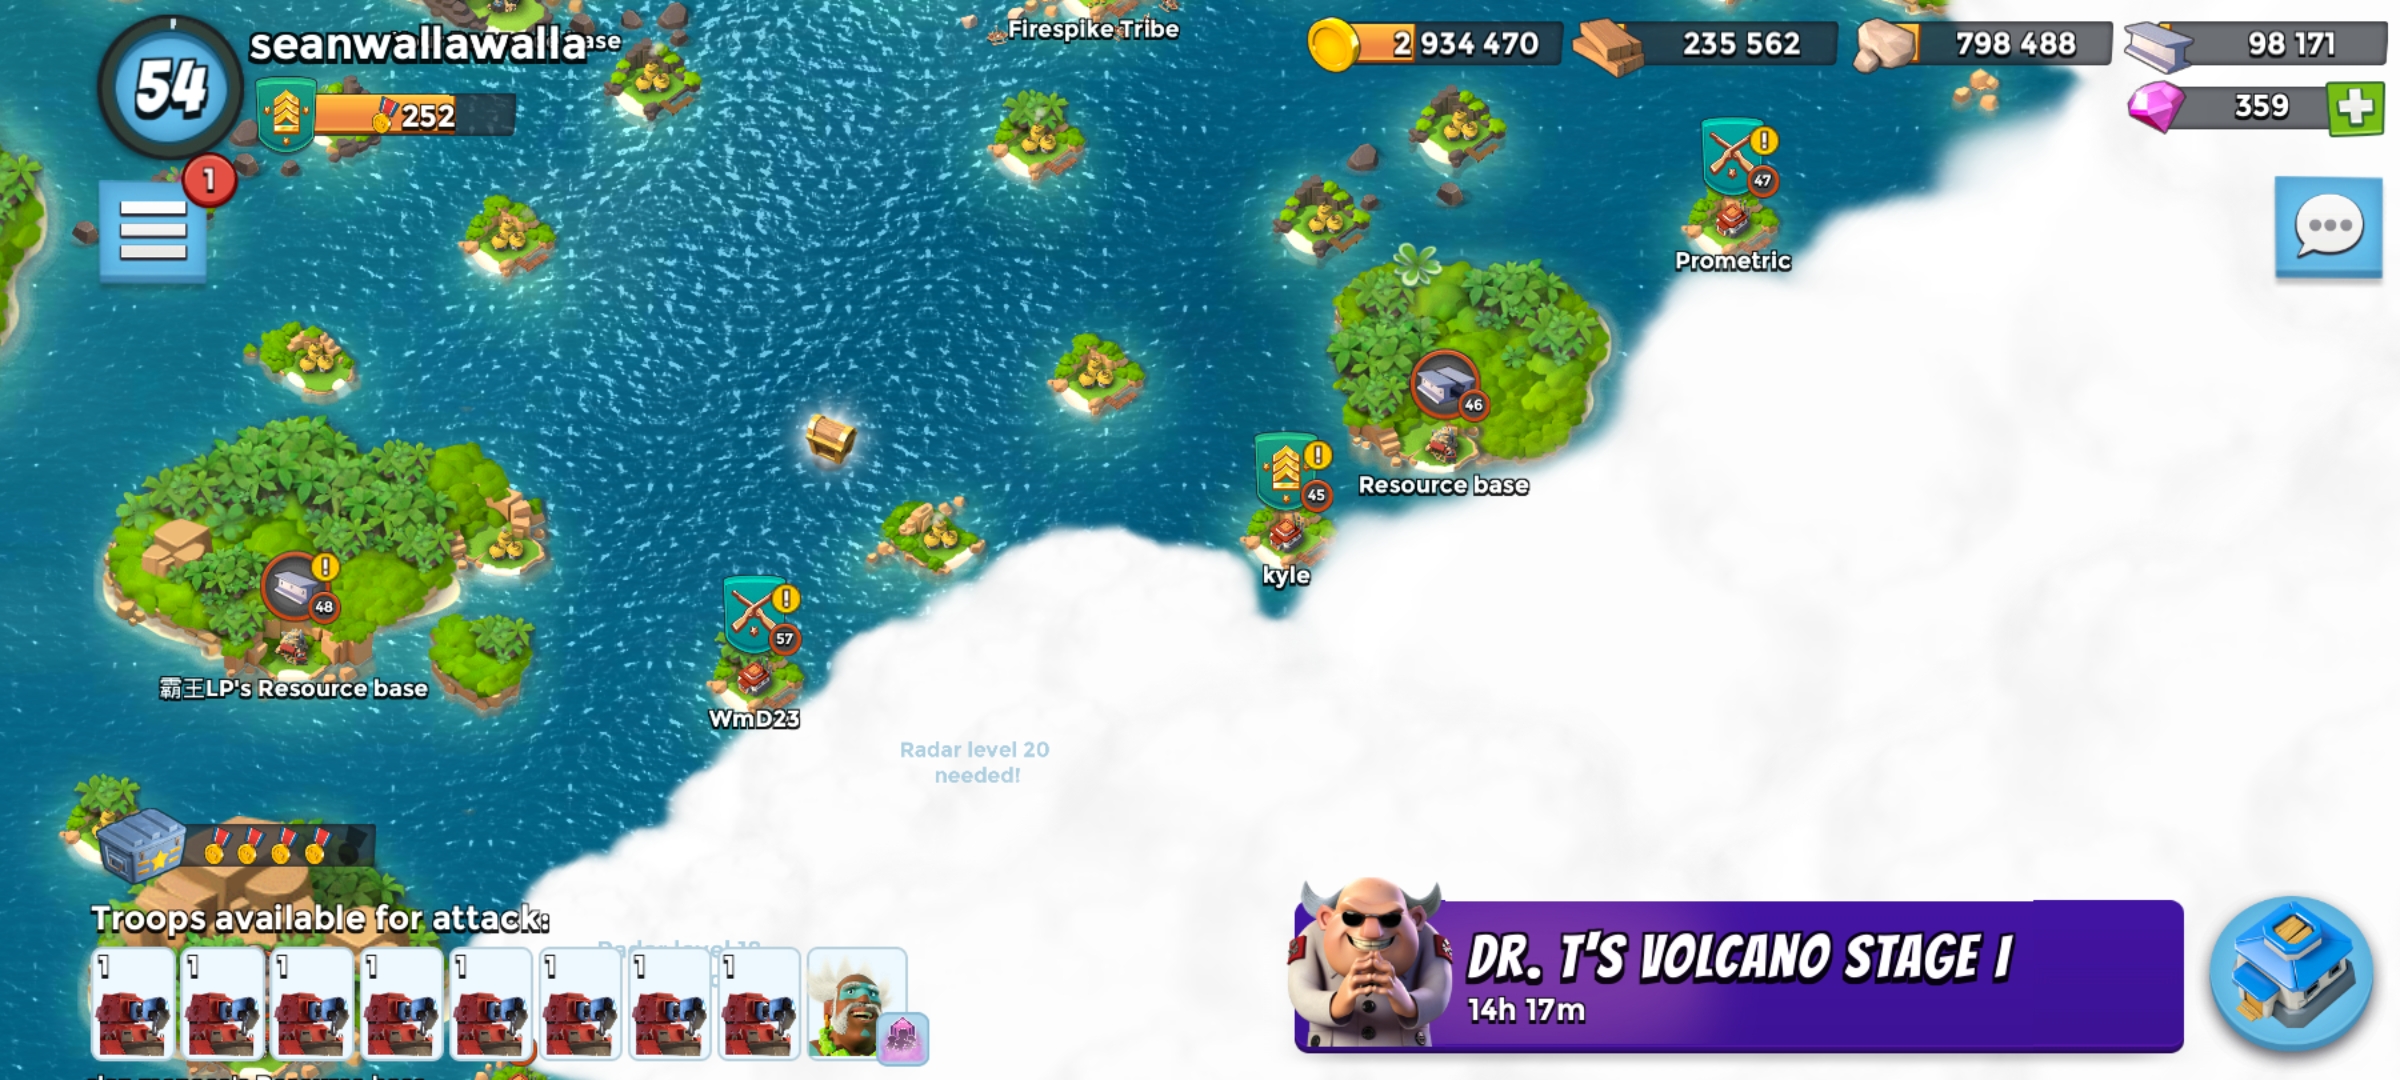 54
seanwallawalla
252
1
Firespike Tribe
2 934 470
235 562
798 488
98 171
359
47
Prometric
46
Resource base
45
kyle
48
霸王LP's Resource base
57
WmD23
Radar level 20
needed!
Troops available for attack:
1
1
1
1
1
1
1
1
DR. T'S VOLCANO STAGE I
14h 17m